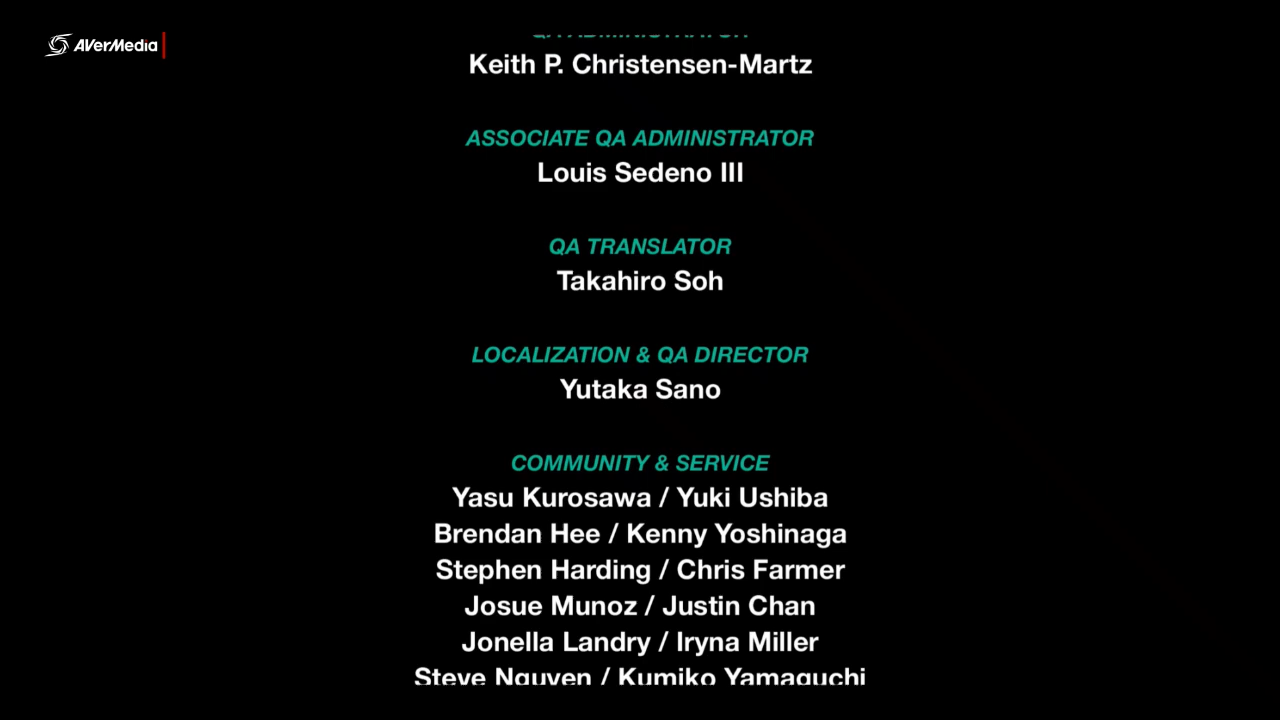 AVerMedia
QA ADMINISTRATOR
Keith P. Christensen-Martz
ASSOCIATE QA ADMINISTRATOR
Louis Sedeno III
QA TRANSLATOR
Takahiro Soh
LOCALIZATION & QA DIRECTOR
Yutaka Sano
COMMUNITY & SERVICE
Yasu Kurosawa / Yuki Ushiba
Brendan Hee / Kenny Yoshinaga
Stephen Harding / Chris Farmer
Josue Munoz / Justin Chan
Jonella Landry / Iryna Miller
Steve Nguyen / Kumiko Yamaguchi